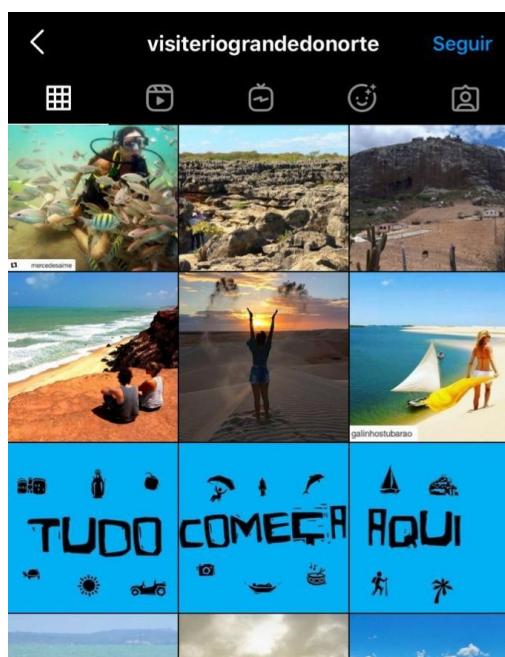 visiteriograndedonorte
Seguir
mercedesaime
galinhostubarao
TUDO COMEÇA AQUI